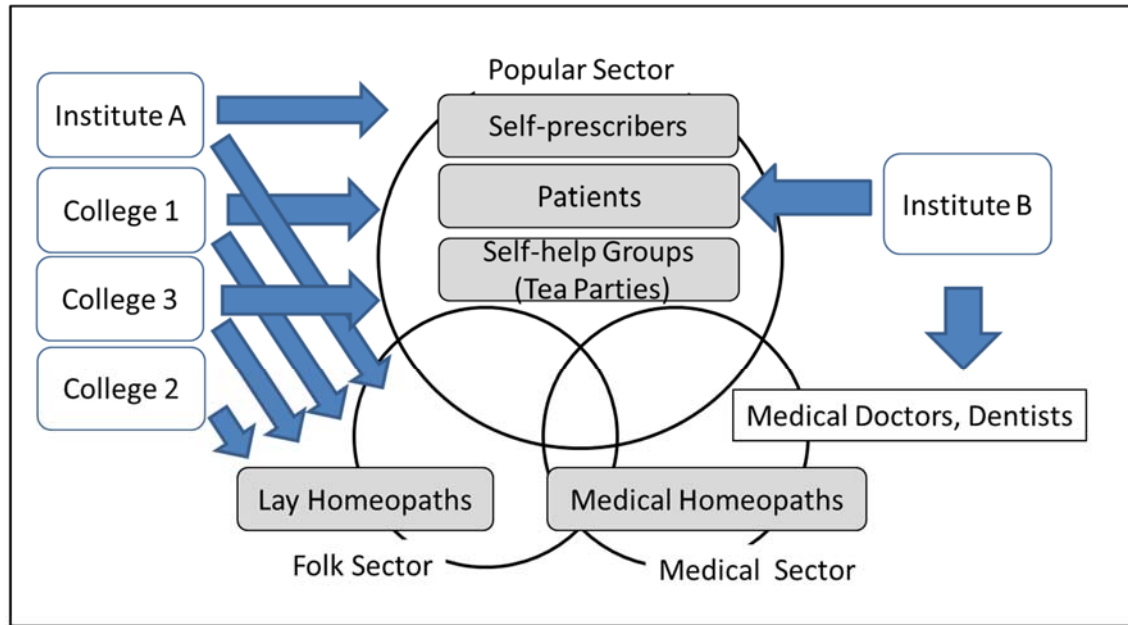 Popular Sector
Institute A
Self-prescribers
College 1
Patients
Institute B
College 3
Self-help Groups
(Tea Parties)
College 2
Medical Doctors, Dentists
Lay Homeopaths
Medical Homeopaths
Folk Sector
Medical Sector